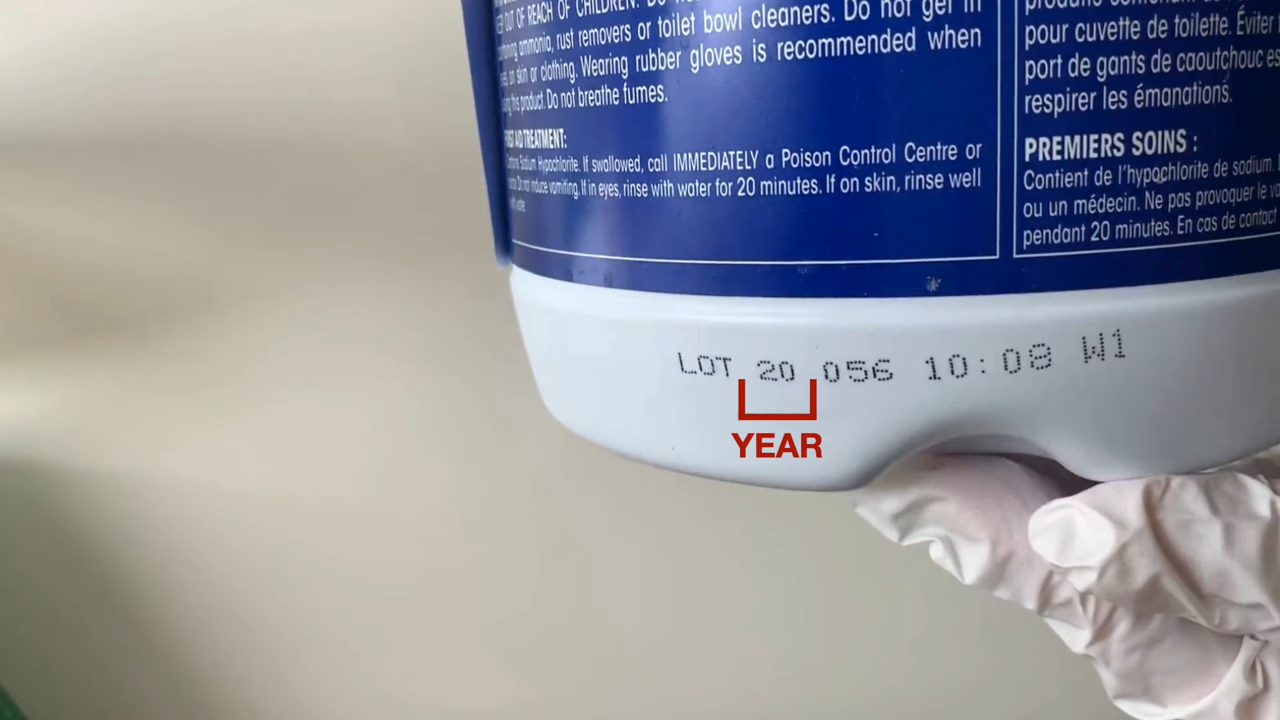 OUT OF REACH OF CHILDREN. Do
ammonia, rust removers or toilet bowl cleaners. Do not get in
on skin or clothing. Wearing rubber gloves is recommended when
this product. Do not breathe fumes.
AID TREATMENT:
Sodium Hypochlorite. If swallowed, call IMMEDIATELY a Poison Control Centre or
Do not induce vomiting. If in eyes, rinse with water for 20 minutes. If on skin, rinse well
produits contenant
pour cuvette de toilette. Éviter
port de gants de caoutchouc
respirer les émanations.
PREMIERS SOINS :
Contient de l'hypochlorite de sodium.
ou un médecin. Ne pas provoquer le
pendant 20 minutes. En cas de contact
LOT 20 056 10:08 W1
YEAR